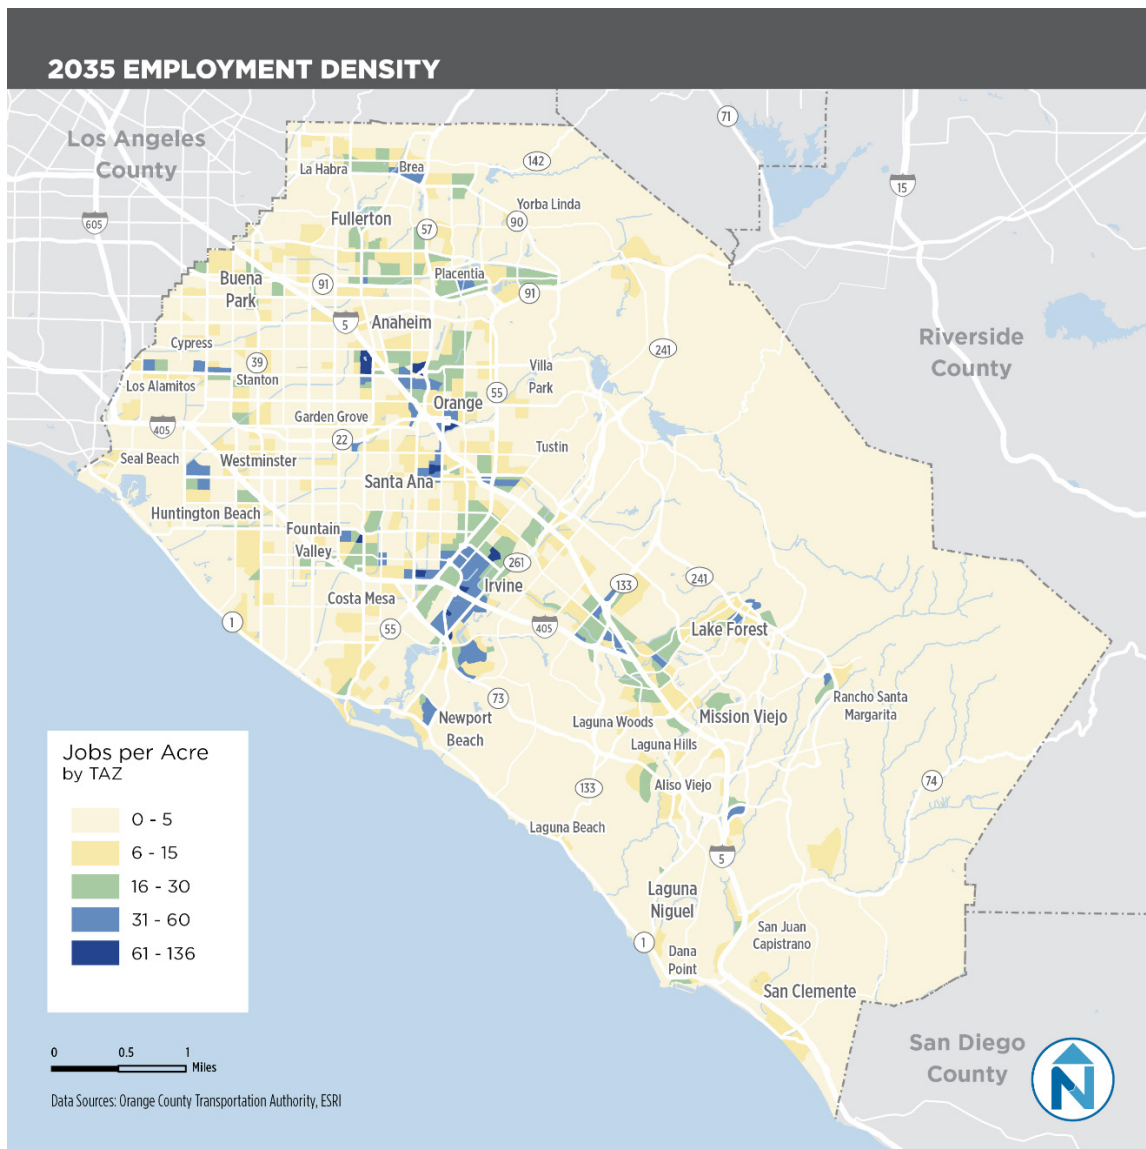 2035 EMPLOYMENT DENSITY
Los Angeles
County
71
142
15
La Habra
Brea
605
Yorba Linda
Fullerton
90
57
Buena
Park
91
Placentia
91
5
Anaheim
Riverside
County
Cypress
241
39
Villa
Park
Los Alamitos
Stanton
55
Orange
Garden Grove
405
22
Tustin
Seal Beach
Westminster
Santa Ana
Huntington Beach
Fountain
Valley
261
Irvine
133
241
Costa Mesa
1
55
405
Lake Forest
73
Rancho Santa
Margarita
Newport
Beach
Laguna Woods
Mission Viejo
Laguna Hills
Jobs per Acre
by TAZ
0 - 5
6 - 15
16 - 30
31 - 60
61 - 136
133
Aliso Viejo
74
Laguna Beach
5
Laguna
Niguel
San Juan
Capistrano
1
Dana
Point
San Clemente
San Diego
County
N
0 0.5 1
Miles
Data Sources: Orange County Transportation Authority, ESRI